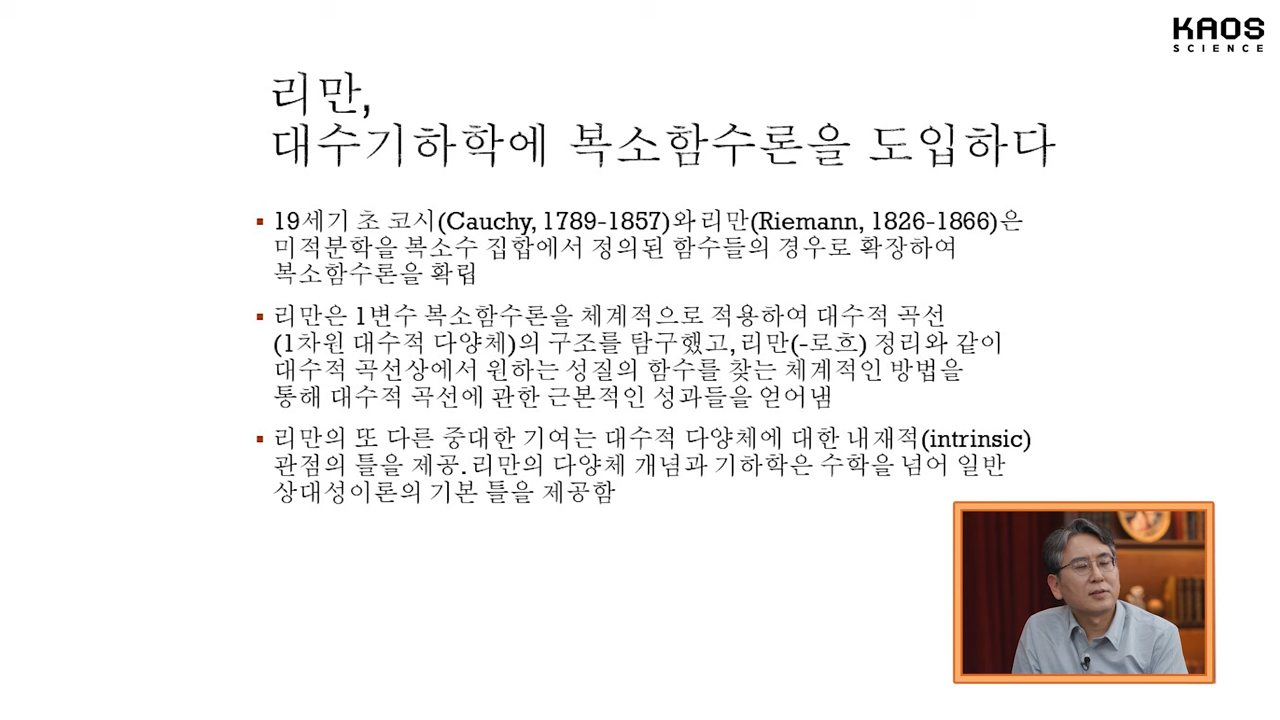 KAOS
SCIENCE
리만,
대수기하학에 복소함수론을 도입하다
19세기 초 코시(Cauchy, 1789-1857)와 리만(Riemann, 1826-1866)은
미적분학을 복소수 집합에서 정의된 함수들의 경우로 확장하여
복소함수론을 확립
리만은 1변수 복소함수론을 체계적으로 적용하여 대수적 곡선
(1차원 대수적 다양체)의 구조를 탐구했고, 리만(-로흐) 정리와 같이
대수적 곡선상에서 원하는 성질의 함수를 찾는 체계적인 방법을
통해 대수적 곡선에 관한 근본적인 성과들을 얻어냄
리만의 또 다른 중대한 기여는 대수적 다양체에 대한 내재적(intrinsic)
관점의 틀을 제공. 리만의 다양체 개념과 기하학은 수학을 넘어 일반
상대성이론의 기본 틀을 제공함